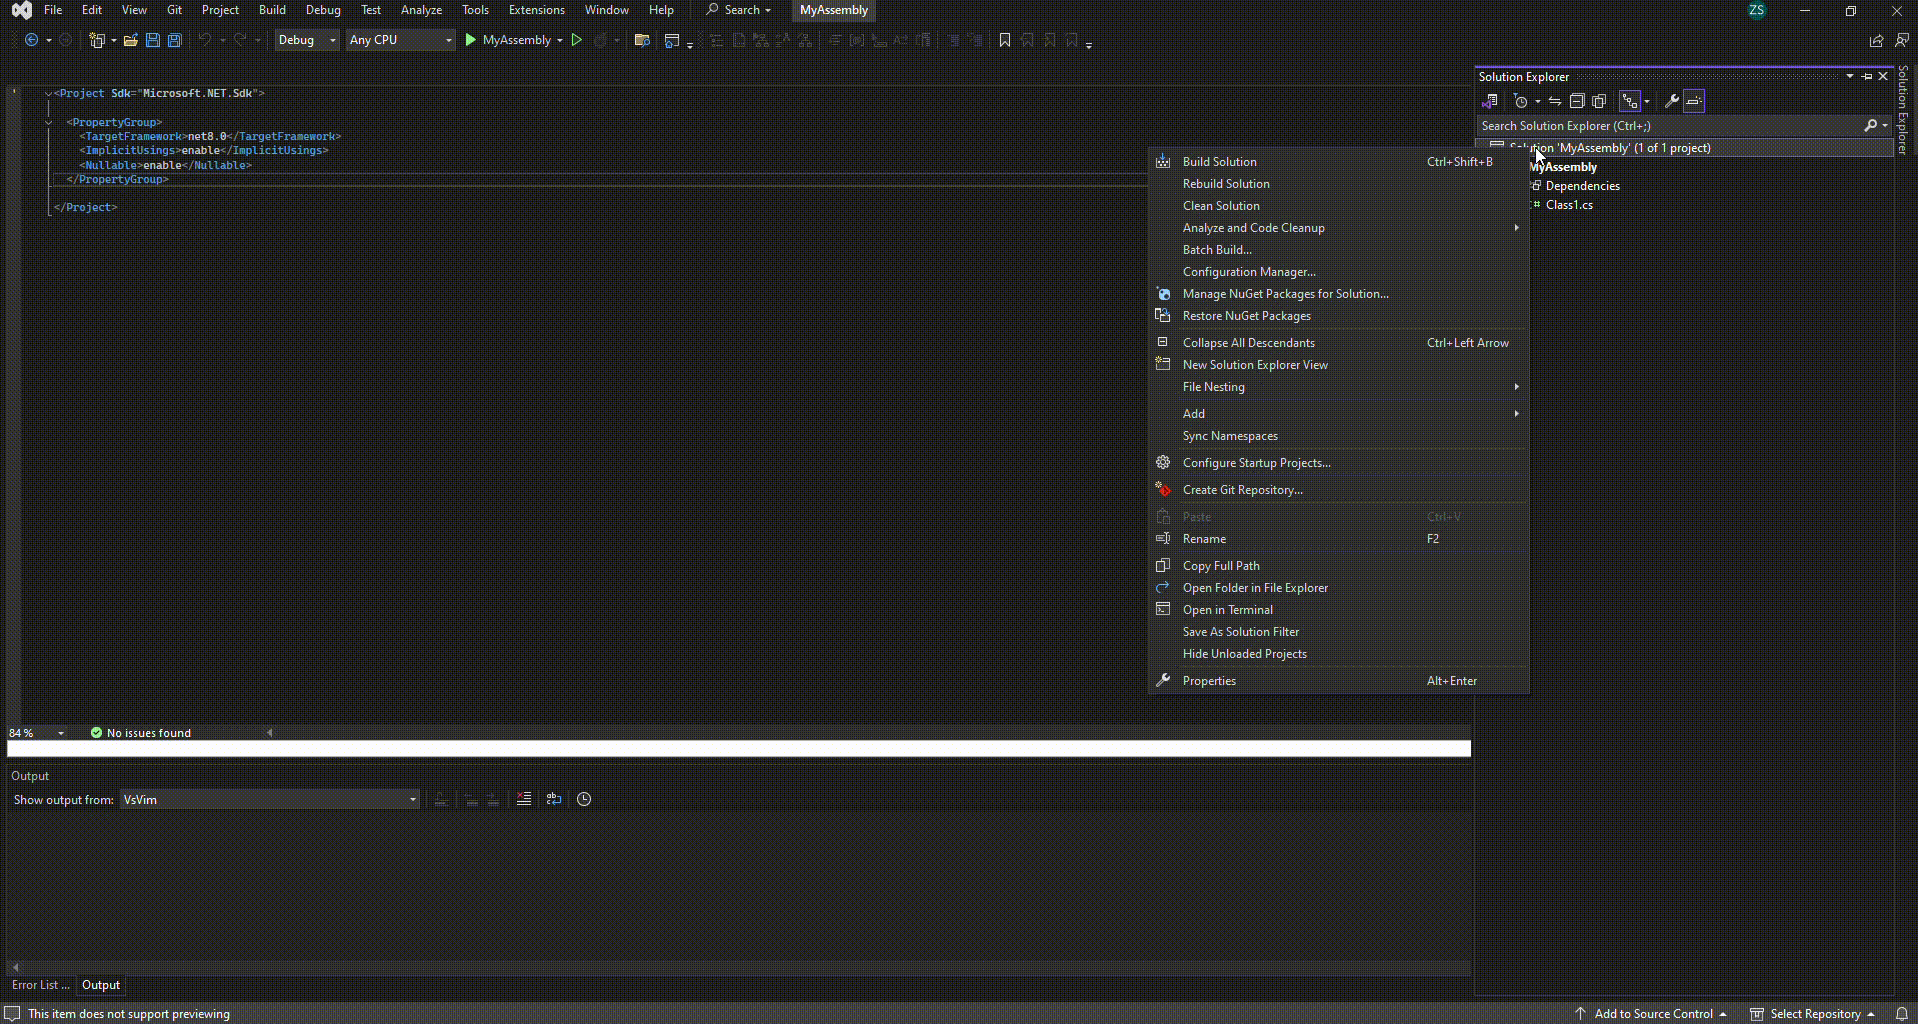 File Edit View Git Project Build Debug Test Analyze Tools Extensions Window Help Search MyAssembly ZS
Debug Any CPU MyAssembly
<Project Sdk="Microsoft.NET.Sdk">
<PropertyGroup>
<TargetFramework>net8.0</TargetFramework>
<ImplicitUsings>enable</ImplicitUsings>
<Nullable>enable</Nullable>
</PropertyGroup>
</Project>
Solution Explorer
Search Solution Explorer (Ctrl+;)
Solution 'MyAssembly' (1 of 1 project)
MyAssembly
Dependencies
Class1.cs
Solution Explorer
Build Solution Ctrl+Shift+B
Rebuild Solution
Clean Solution
Analyze and Code Cleanup
Batch Build...
Configuration Manager...
Manage NuGet Packages for Solution...
Restore NuGet Packages
Collapse All Descendants Ctrl+Left Arrow
New Solution Explorer View
File Nesting
Add
Sync Namespaces
Configure Startup Projects...
Create Git Repository...
Paste Ctrl+V
Rename F2
Copy Full Path
Open Folder in File Explorer
Open in Terminal
Save As Solution Filter
Hide Unloaded Projects
Properties Alt+Enter
84 % No issues found
Output
Show output from: VsVim
Error List ... Output
This item does not support previewing Add to Source Control Select Repository